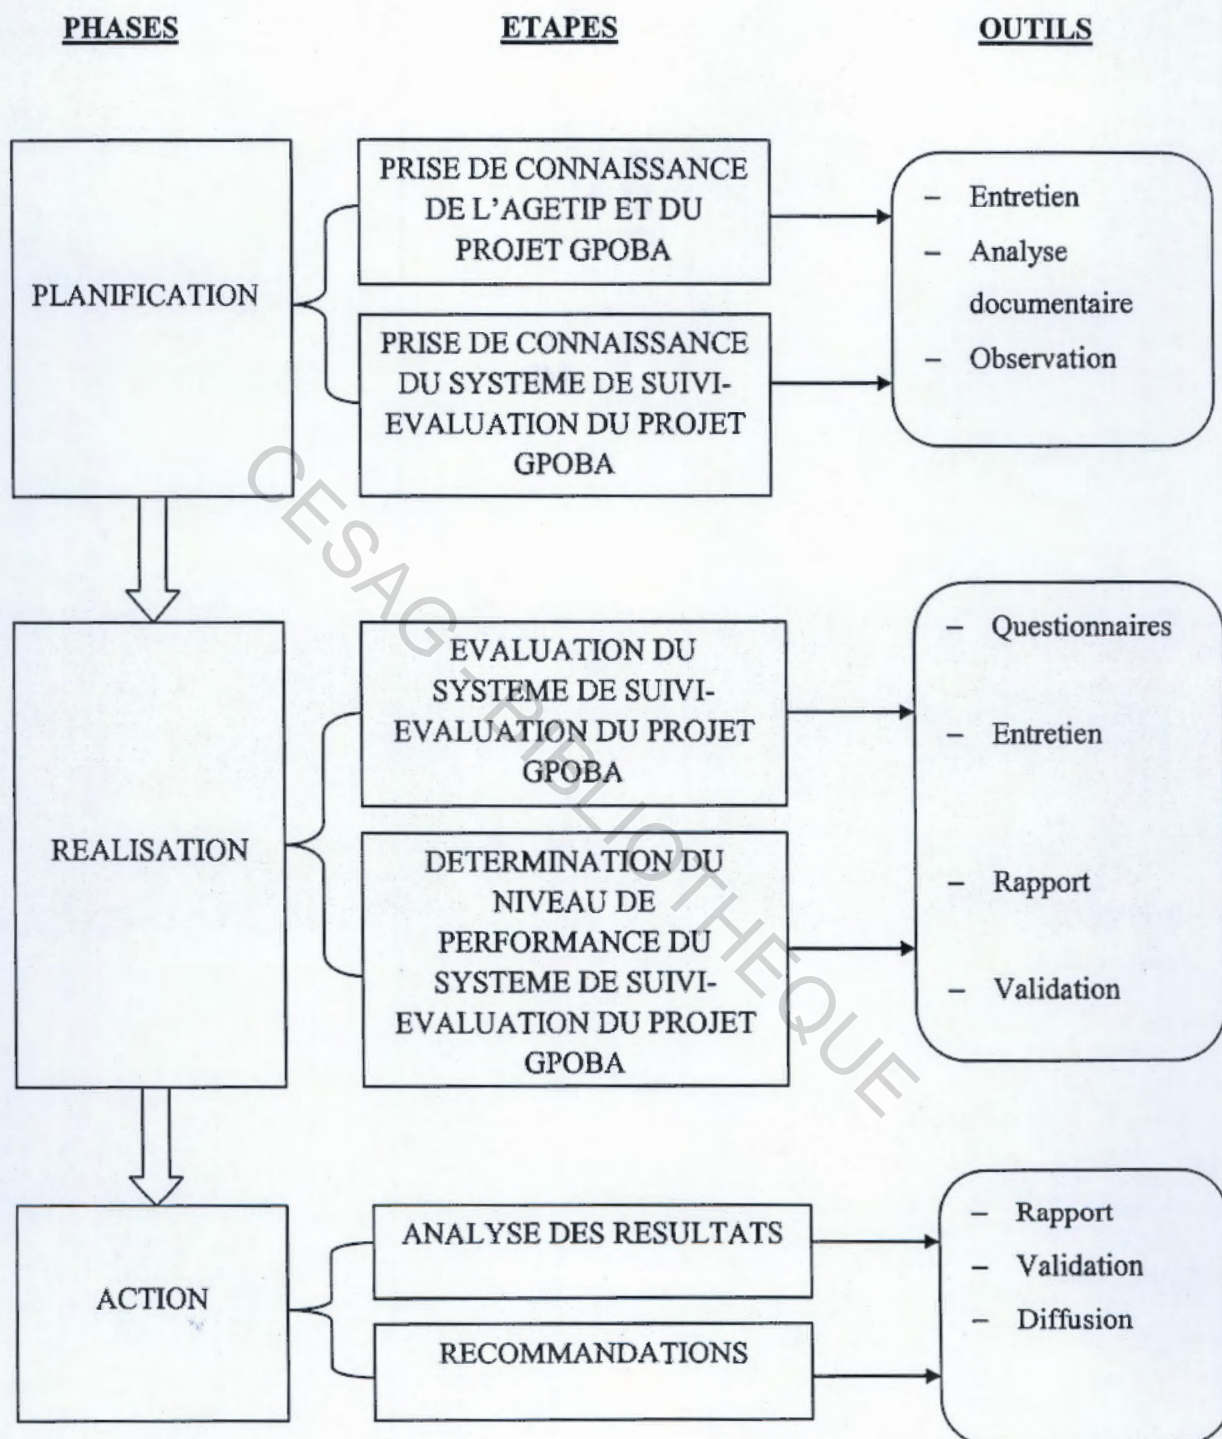 PHASES
ETAPES
OUTILS
PLANIFICATION
PRISE DE CONNAISSANCE
DE L'AGETIP ET DU
PROJET GPOBA
PRISE DE CONNAISSANCE
DU SYSTEME DE SUIVI-
EVALUATION DU PROJET
GPOBA
– Entretien
– Analyse
documentaire
– Observation
REALISATION
EVALUATION DU
SYSTEME DE SUIVI-
EVALUATION DU PROJET
GPOBA
DETERMINATION DU
NIVEAU DE
PERFORMANCE DU
SYSTEME DE SUIVI-
EVALUATION DU PROJET
GPOBA
– Questionnaires
– Entretien
– Rapport
– Validation
ACTION
ANALYSE DES RESULTATS
RECOMMANDATIONS
– Rapport
– Validation
– Diffusion
CESAG - BIBLIOTHEQUE